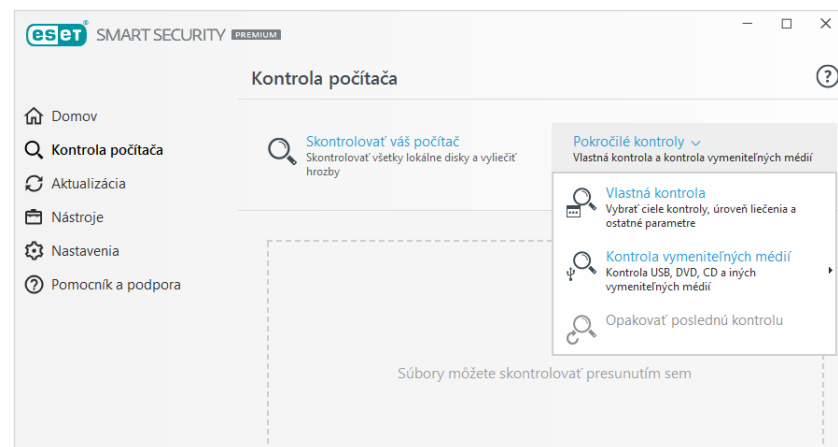 eset SMART SECURITY PREMIUM
Kontrola počítača
Domov
Kontrola počítača
Aktualizácia
Nástroje
Nastavenia
Pomocník a podpora
Skontrolovať váš počítač
Skontrolovať všetky lokálne disky a vyliečiť
hrozby
Pokročilé kontroly
Vlastná kontrola a kontrola vymeniteľných médií
Vlastná kontrola
Vybrať ciele kontroly, úroveň liečenia a
ostatné parametre
Kontrola vymeniteľných médií
Kontrola USB, DVD, CD a iných
vymeniteľných médií
Opakovať poslednú kontrolu
Súbory môžete skontrolovať presunutím sem